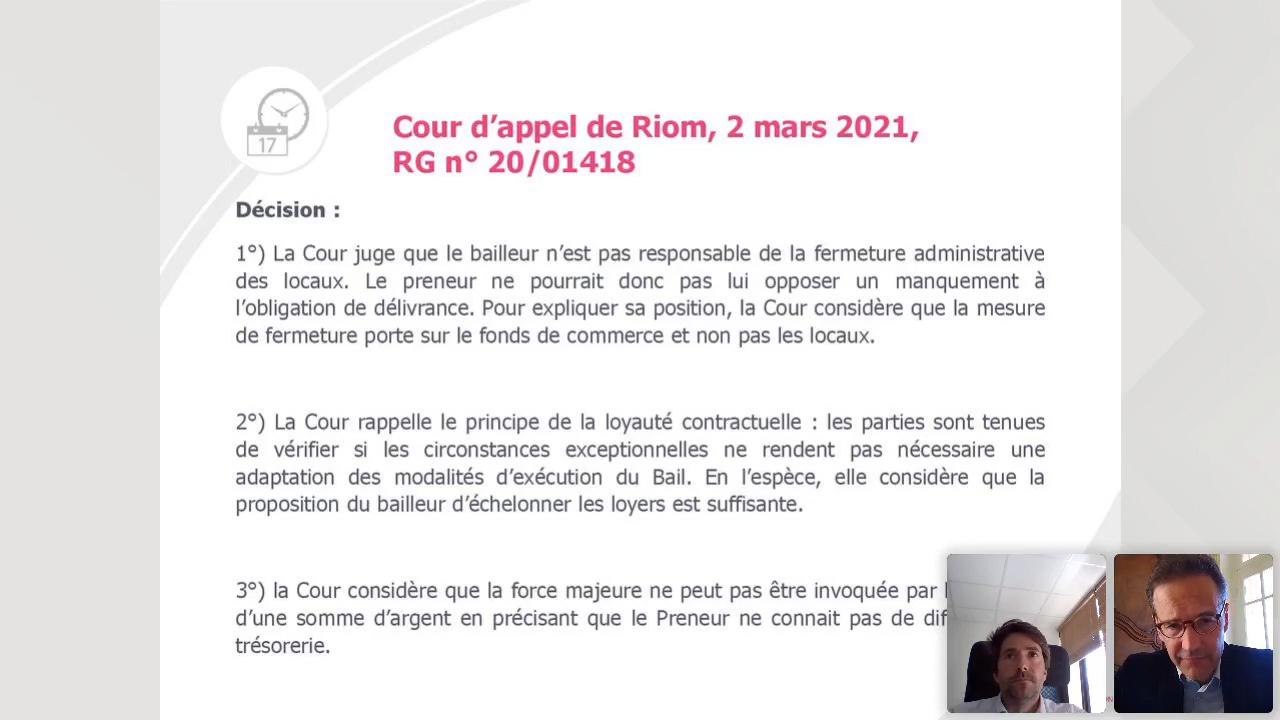 17
Cour d’appel de Riom, 2 mars 2021,
RG n° 20/01418
Décision :
1°) La Cour juge que le bailleur n’est pas responsable de la fermeture administrative
des locaux. Le preneur ne pourrait donc pas lui opposer un manquement à
l’obligation de délivrance. Pour expliquer sa position, la Cour considère que la mesure
de fermeture porte sur le fonds de commerce et non pas les locaux.
2°) La Cour rappelle le principe de la loyauté contractuelle : les parties sont tenues
de vérifier si les circonstances exceptionnelles ne rendent pas nécessaire une
adaptation des modalités d’exécution du Bail. En l’espèce, elle considère que la
proposition du bailleur d’échelonner les loyers est suffisante.
3°) la Cour considère que la force majeure ne peut pas être invoquée par
d’une somme d’argent en précisant que le Preneur ne connait pas de
trésorerie.